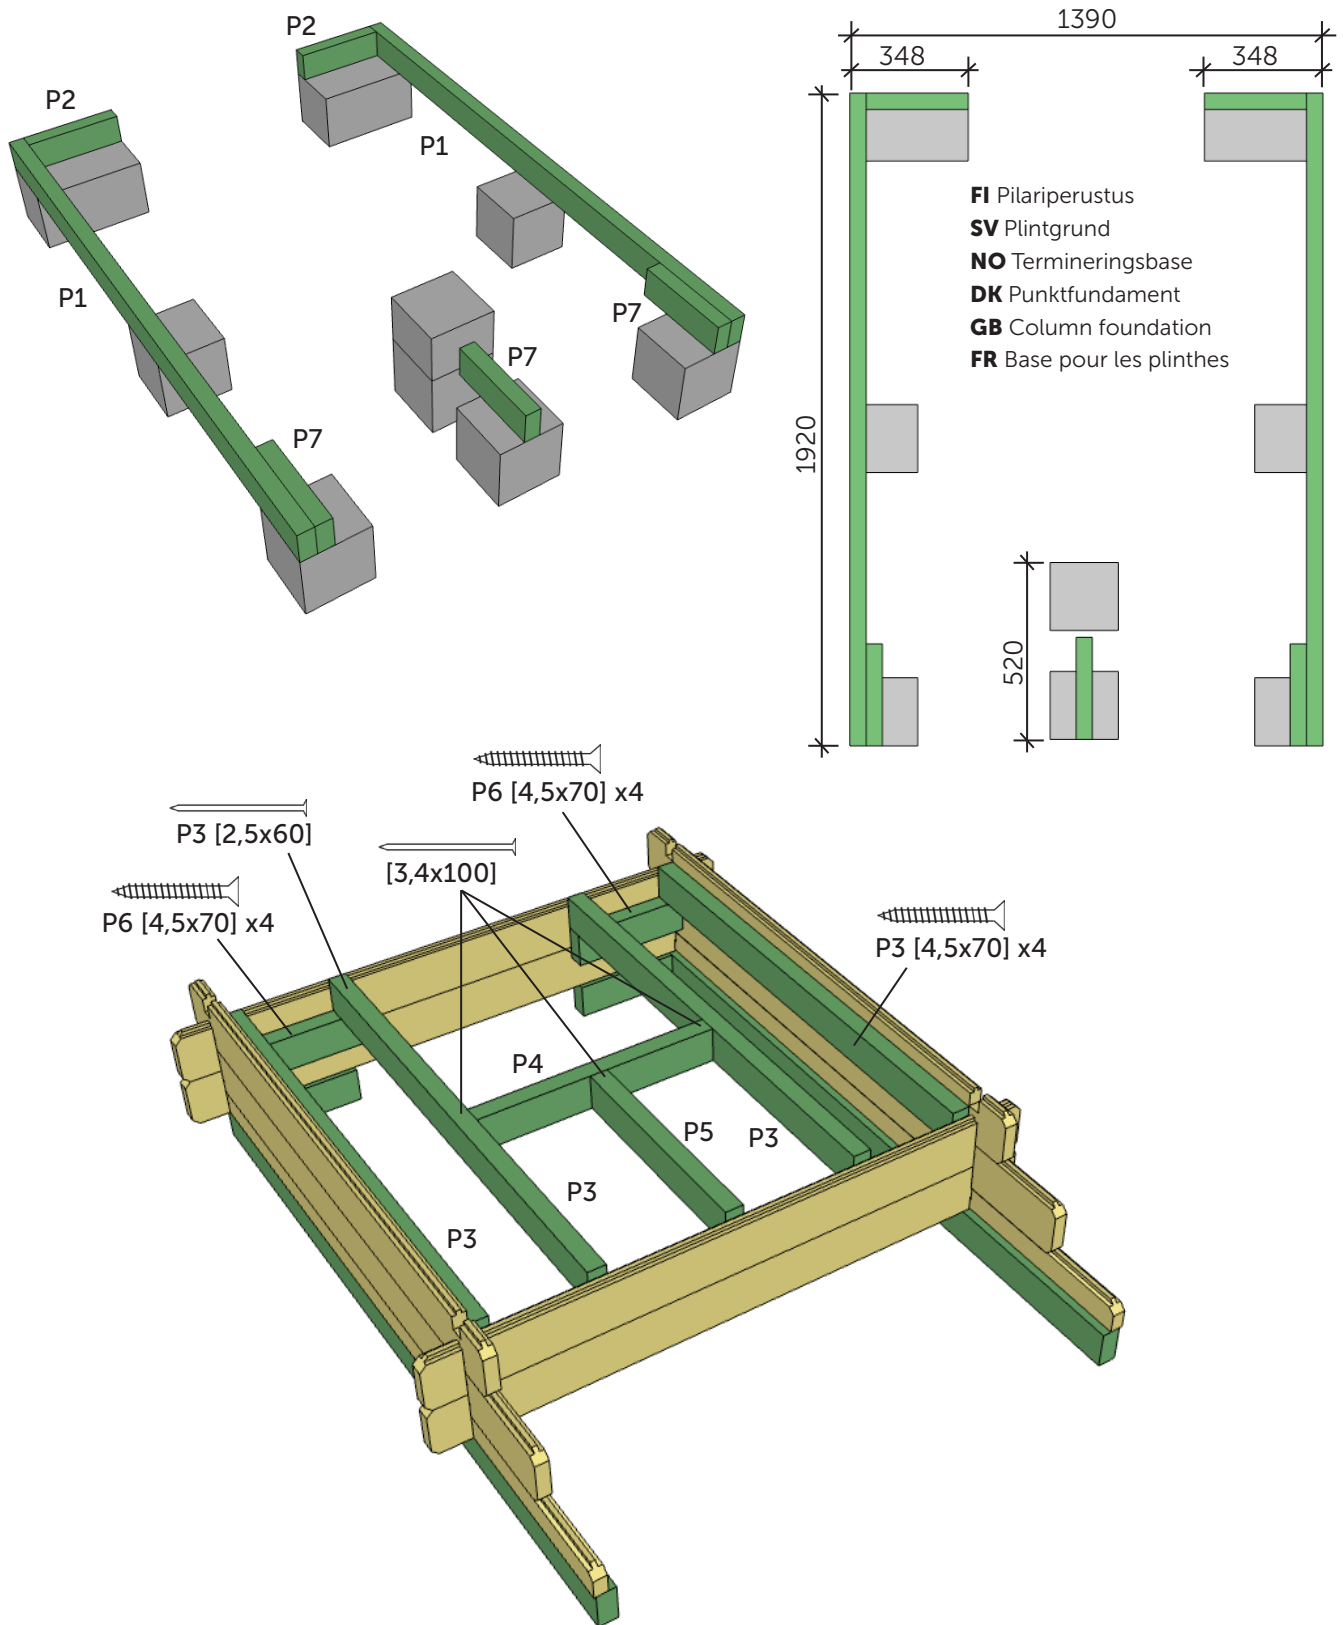 P2
P2
P1
P1
P7
P7
P7
1390
348
348
1920
520
FI Pilariperustus
SV Plintgrund
NO Termineringsbase
DK Punktfundament
GB Column foundation
FR Base pour les plinthes
P6 [4,5x70] x4
P3 [2,5x60]
[3,4x100]
P6 [4,5x70] x4
P3 [4,5x70] x4
P4
P5
P3
P3
P3